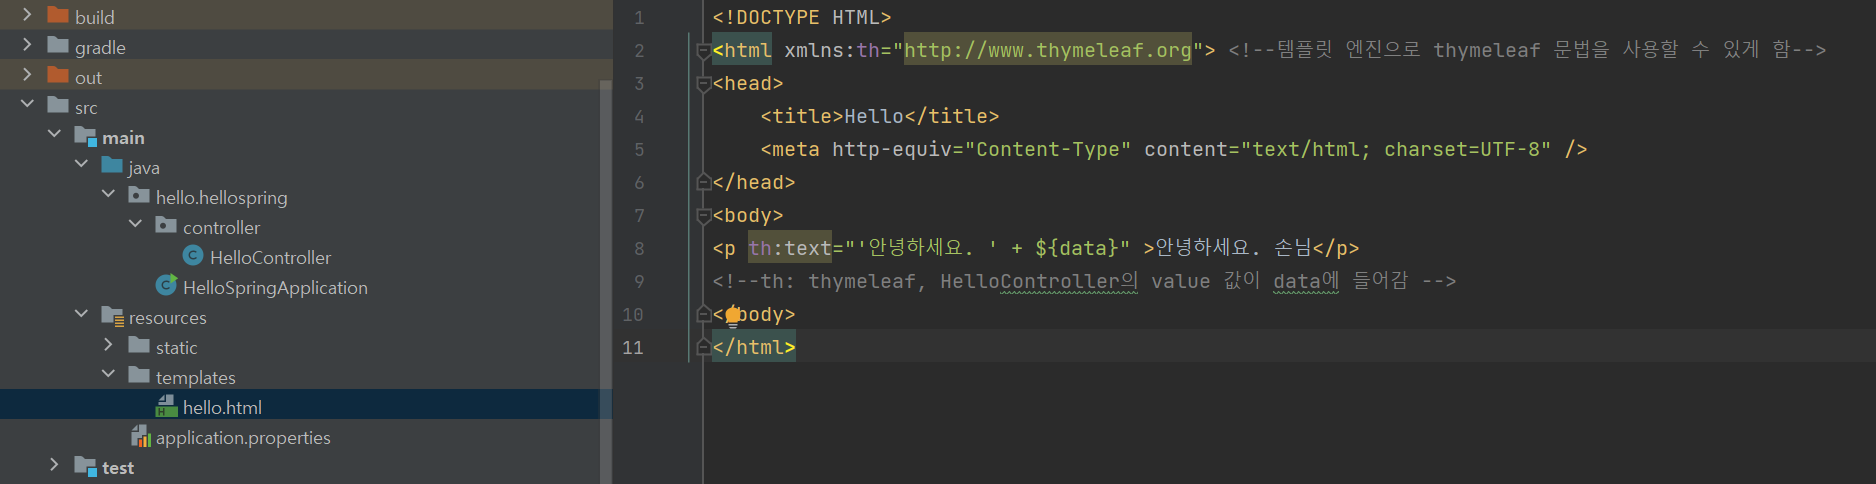 build
gradle
out
src
main
java
hello.hellospring
controller
HelloController
HelloSpringApplication
resources
static
templates
hello.html
application.properties
test
1 <!DOCTYPE HTML>
2 <html xmlns:th="http://www.thymeleaf.org"> <!--템플릿 엔진으로 thymeleaf 문법을 사용할 수 있게 함-->
3 <head>
4 <title>Hello</title>
5 <meta http-equiv="Content-Type" content="text/html; charset=UTF-8" />
6 </head>
7 <body>
8 <p th:text="'안녕하세요. ' + ${data}" >안녕하세요. 손님</p>
9 <!--th: thymeleaf, HelloController의 value 값이 data에 들어감 -->
10 <body>
11 </html>